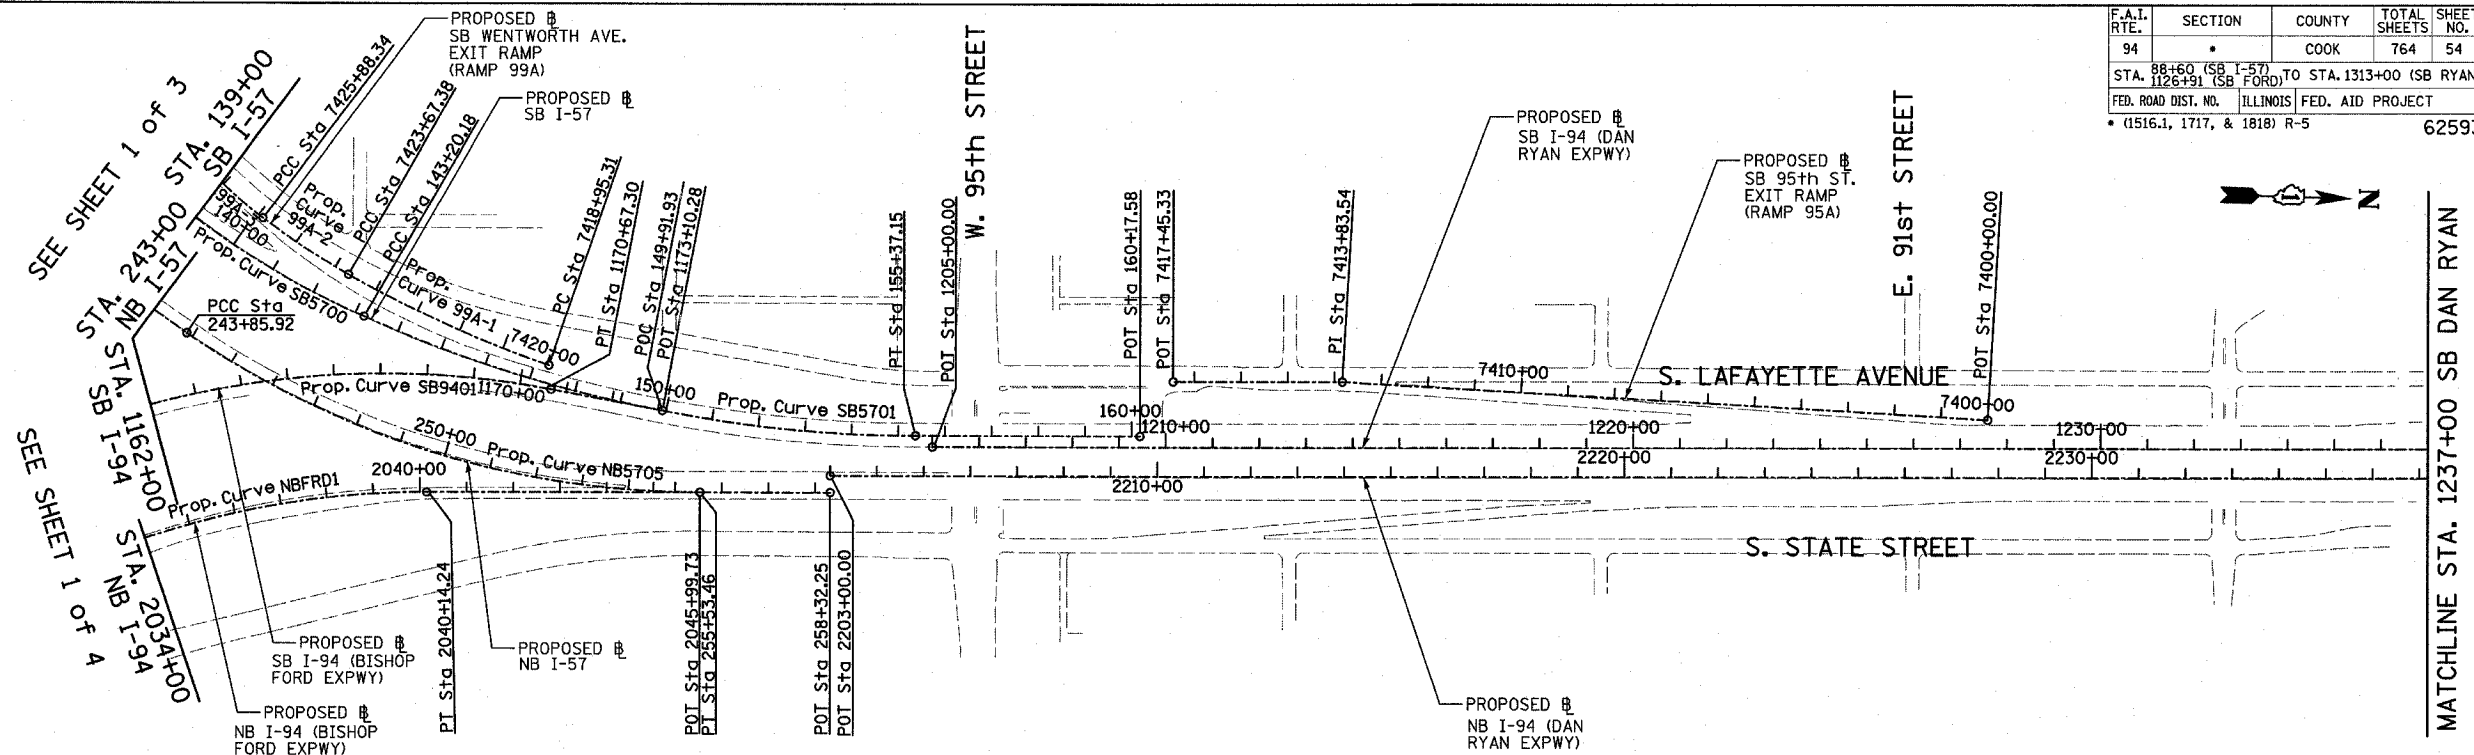 PROPOSED BL
SB WENTWORTH AVE.
EXIT RAMP
(RAMP 99A)
PROPOSED BL
SB I-57
SEE SHEET 1 of 3
STA. 139+00
SB I-57
STA. 243+00
NB I-57
STA. 1162+00
SB I-94
STA. 2034+00
NB I-94
SEE SHEET 1 of 4
PCC Sta 7425+88.34
PCC Sta 7423+67.38
PCC Sta 143+20.18
PC Sta 7418+95.31
PT Sta 1170+67.30
POC Sta 149+91.93
POT Sta 1173+10.28
PT Sta 155+37.15
POT Sta 1205+00.00
W. 95th STREET
POT Sta 160+17.58
POT Sta 7417+45.33
PI Sta 7413+83.54
PROPOSED BL
SB I-94 (DAN
RYAN EXPWY)
PROPOSED BL
SB 95th ST.
EXIT RAMP
(RAMP 95A)
E. 91st STREET
POT Sta 7400+00.00
F.A.I. RTE.
SECTION
COUNTY
TOTAL SHEETS
SHEET NO.
94
*
COOK
764
54
STA. 88+60 (SB I-57) 1126+91 (SB FORD) TO STA. 1313+00 (SB RYAN
FED. ROAD DIST. NO.
ILLINOIS
FED. AID PROJECT
* (1516.1, 1717, & 1818) R-5
62593
N
MATCHLINE STA. 1237+00 SB DAN RYAN
99A-3
140+00
Prop. Curve 99A-2
Prop. Curve SB5700
Prop. Curve 99A-1
7420+00
PCC Sta
243+85.92
Prop. Curve SB9401
1170+00
150+00
Prop. Curve SB5701
160+00
1210+00
7410+00
S. LAFAYETTE AVENUE
7400+00
1220+00
1230+00
250+00
Prop. Curve NB5705
2040+00
Prop. Curve NBFRD1
2210+00
2220+00
2230+00
S. STATE STREET
PT Sta 2040+14.24
POT Sta 2045+99.73
PT Sta 255+53.46
POT Sta 258+32.25
POT Sta 2203+00.00
PROPOSED BL
SB I-94 (BISHOP
FORD EXPWY)
PROPOSED BL
NB I-94 (BISHOP
FORD EXPWY)
PROPOSED BL
NB I-57
PROPOSED BL
NB I-94 (DAN
RYAN EXPWY)